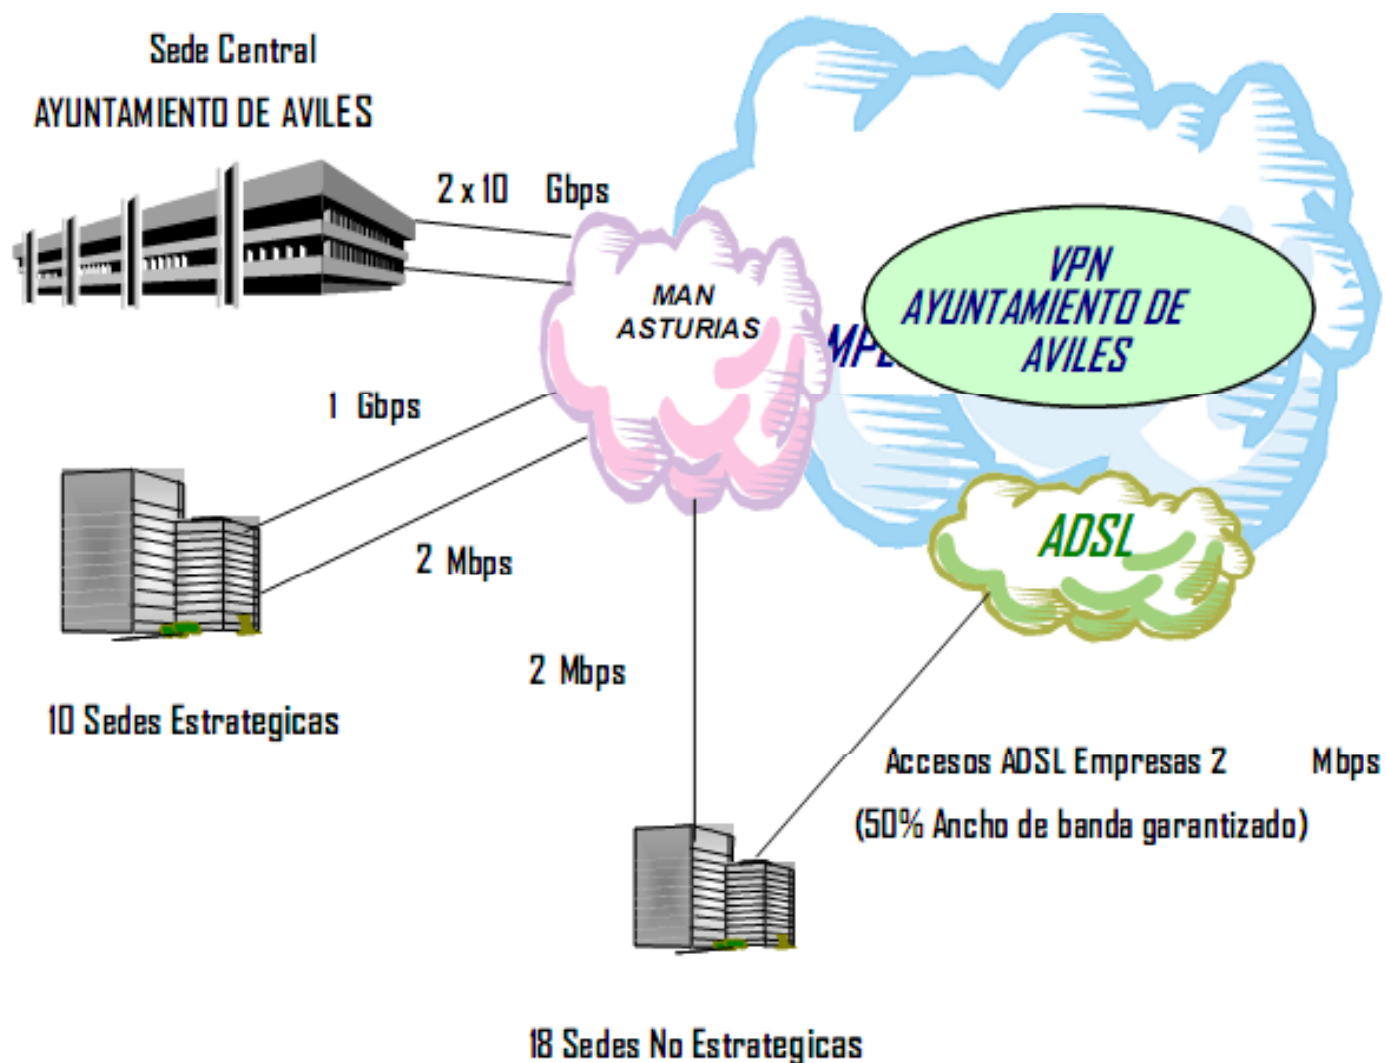 Sede Central
AYUNTAMIENTO DE AVILES
2 x 10 Gbps
MAN
ASTURIAS
VPN
AYUNTAMIENTO DE
AVILES
1 Gbps
2 Mbps
ADSL
2 Mbps
10 Sedes Estrategicas
Accesos ADSL Empresas 2 Mbps
(50% Ancho de banda garantizado)
18 Sedes No Estrategicas